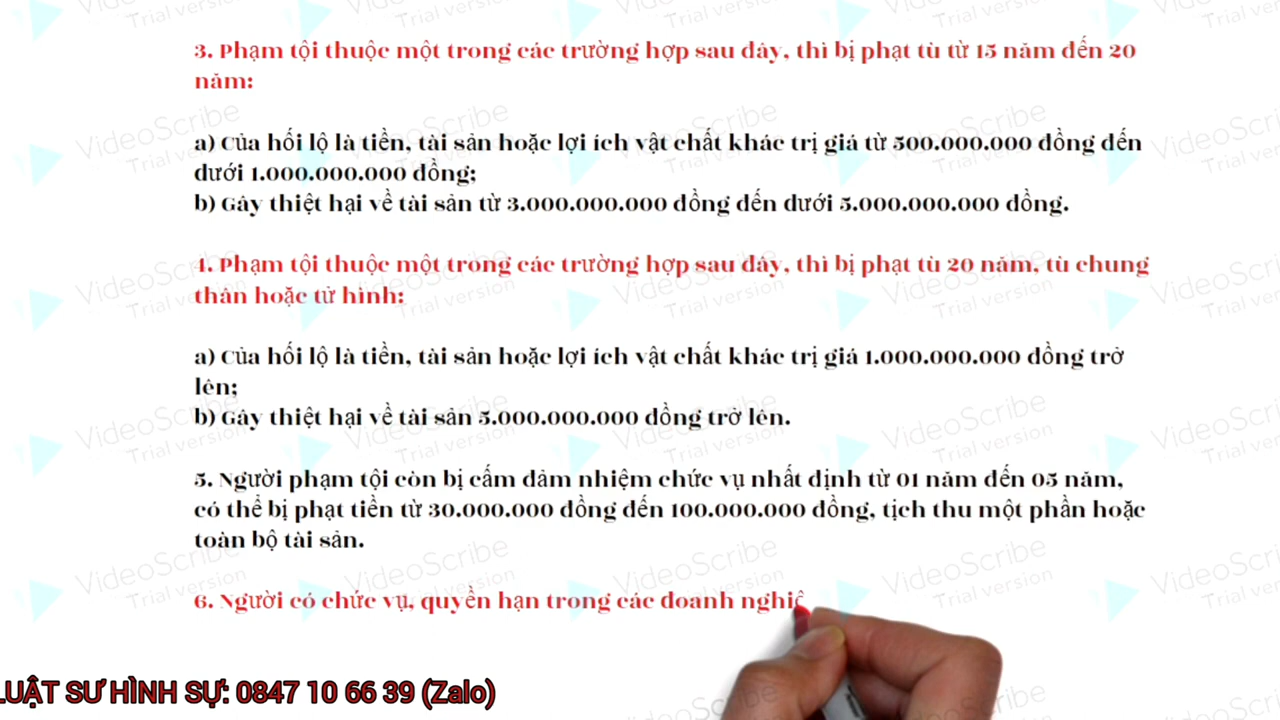 3. Phạm tội thuộc một trong các trường hợp sau đây, thì bị phạt tù từ 15 năm đến 20
năm:
a) Của hối lộ là tiền, tài sản hoặc lợi ích vật chất khác trị giá từ 500.000.000 đồng đến
dưới 1.000.000.000 đồng;
b) Gây thiệt hại về tài sản từ 3.000.000.000 đồng đến dưới 5.000.000.000 đồng.
4. Phạm tội thuộc một trong các trường hợp sau đây, thì bị phạt tù 20 năm, tù chung
thân hoặc tử hình:
a) Của hối lộ là tiền, tài sản hoặc lợi ích vật chất khác trị giá 1.000.000.000 đồng trở
lên;
b) Gây thiệt hại về tài sản 5.000.000.000 đồng trở lên.
5. Người phạm tội còn bị cấm đảm nhiệm chức vụ nhất định từ 01 năm đến 05 năm,
có thể bị phạt tiền từ 30.000.000 đồng đến 100.000.000 đồng, tịch thu một phần hoặc
toàn bộ tài sản.
6. Người có chức vụ, quyền hạn trong các doanh nghiê
LUẬT SƯ HÌNH SỰ: 0847 10 66 39 (Zalo)
VideoScribe
Trial version